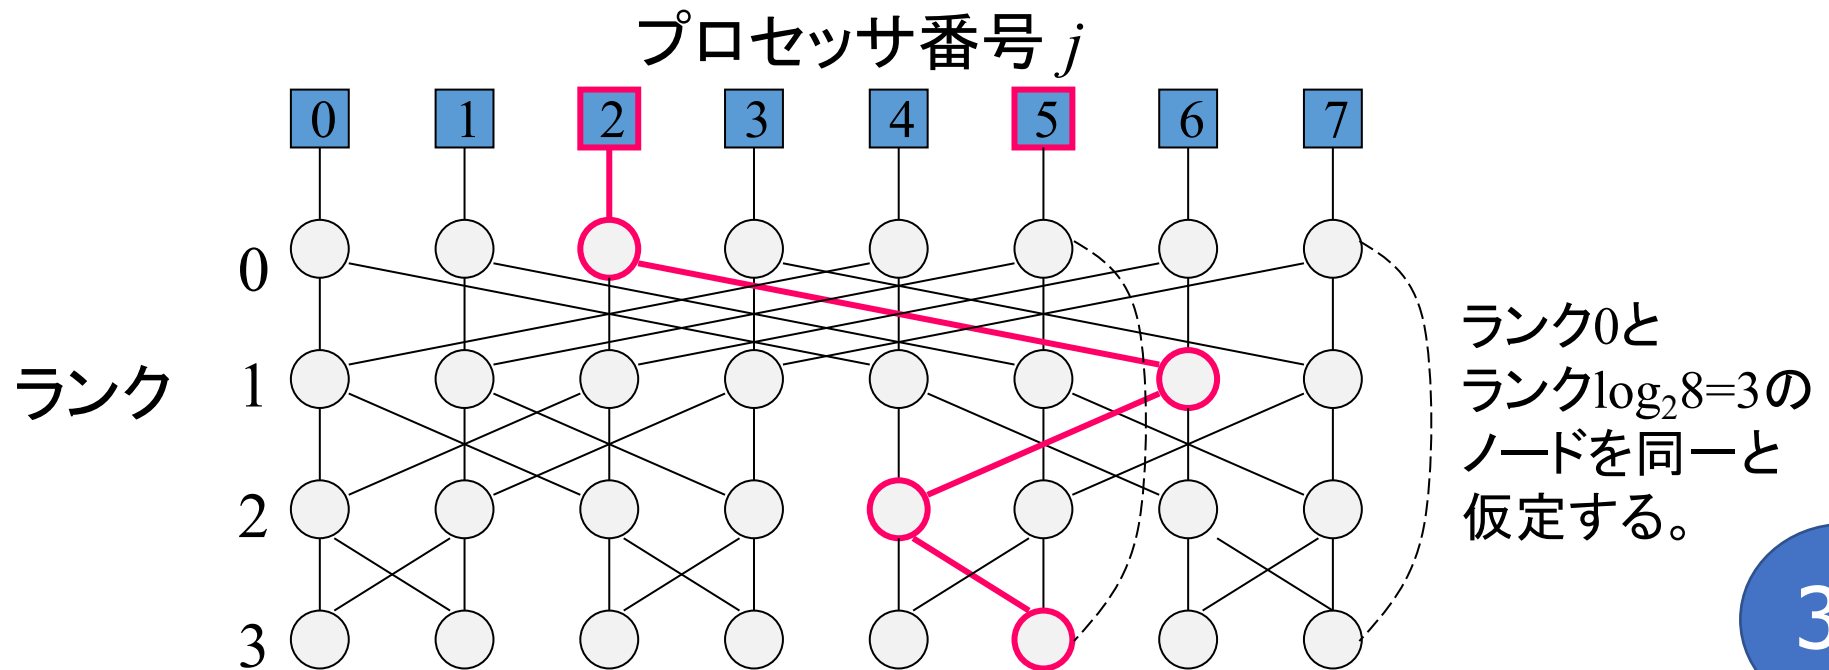 プロセッサ番号 j
0 1 2 3 4 5 6 7
0
ランク 1
2
3
ランク0と
ランクlog₂8=3の
ノードを同一と
仮定する。
3